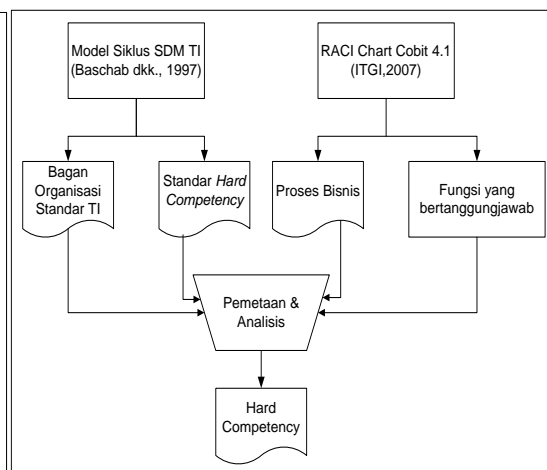 Model Siklus SDM TI
(Baschab dkk., 1997)
RACI Chart Cobit 4.1
(ITGI,2007)
Bagan
Organisasi
Standar TI
Standar Hard
Competency
Proses Bisnis
Fungsi yang
bertanggungjawab
Pemetaan &
Analisis
Hard
Competency